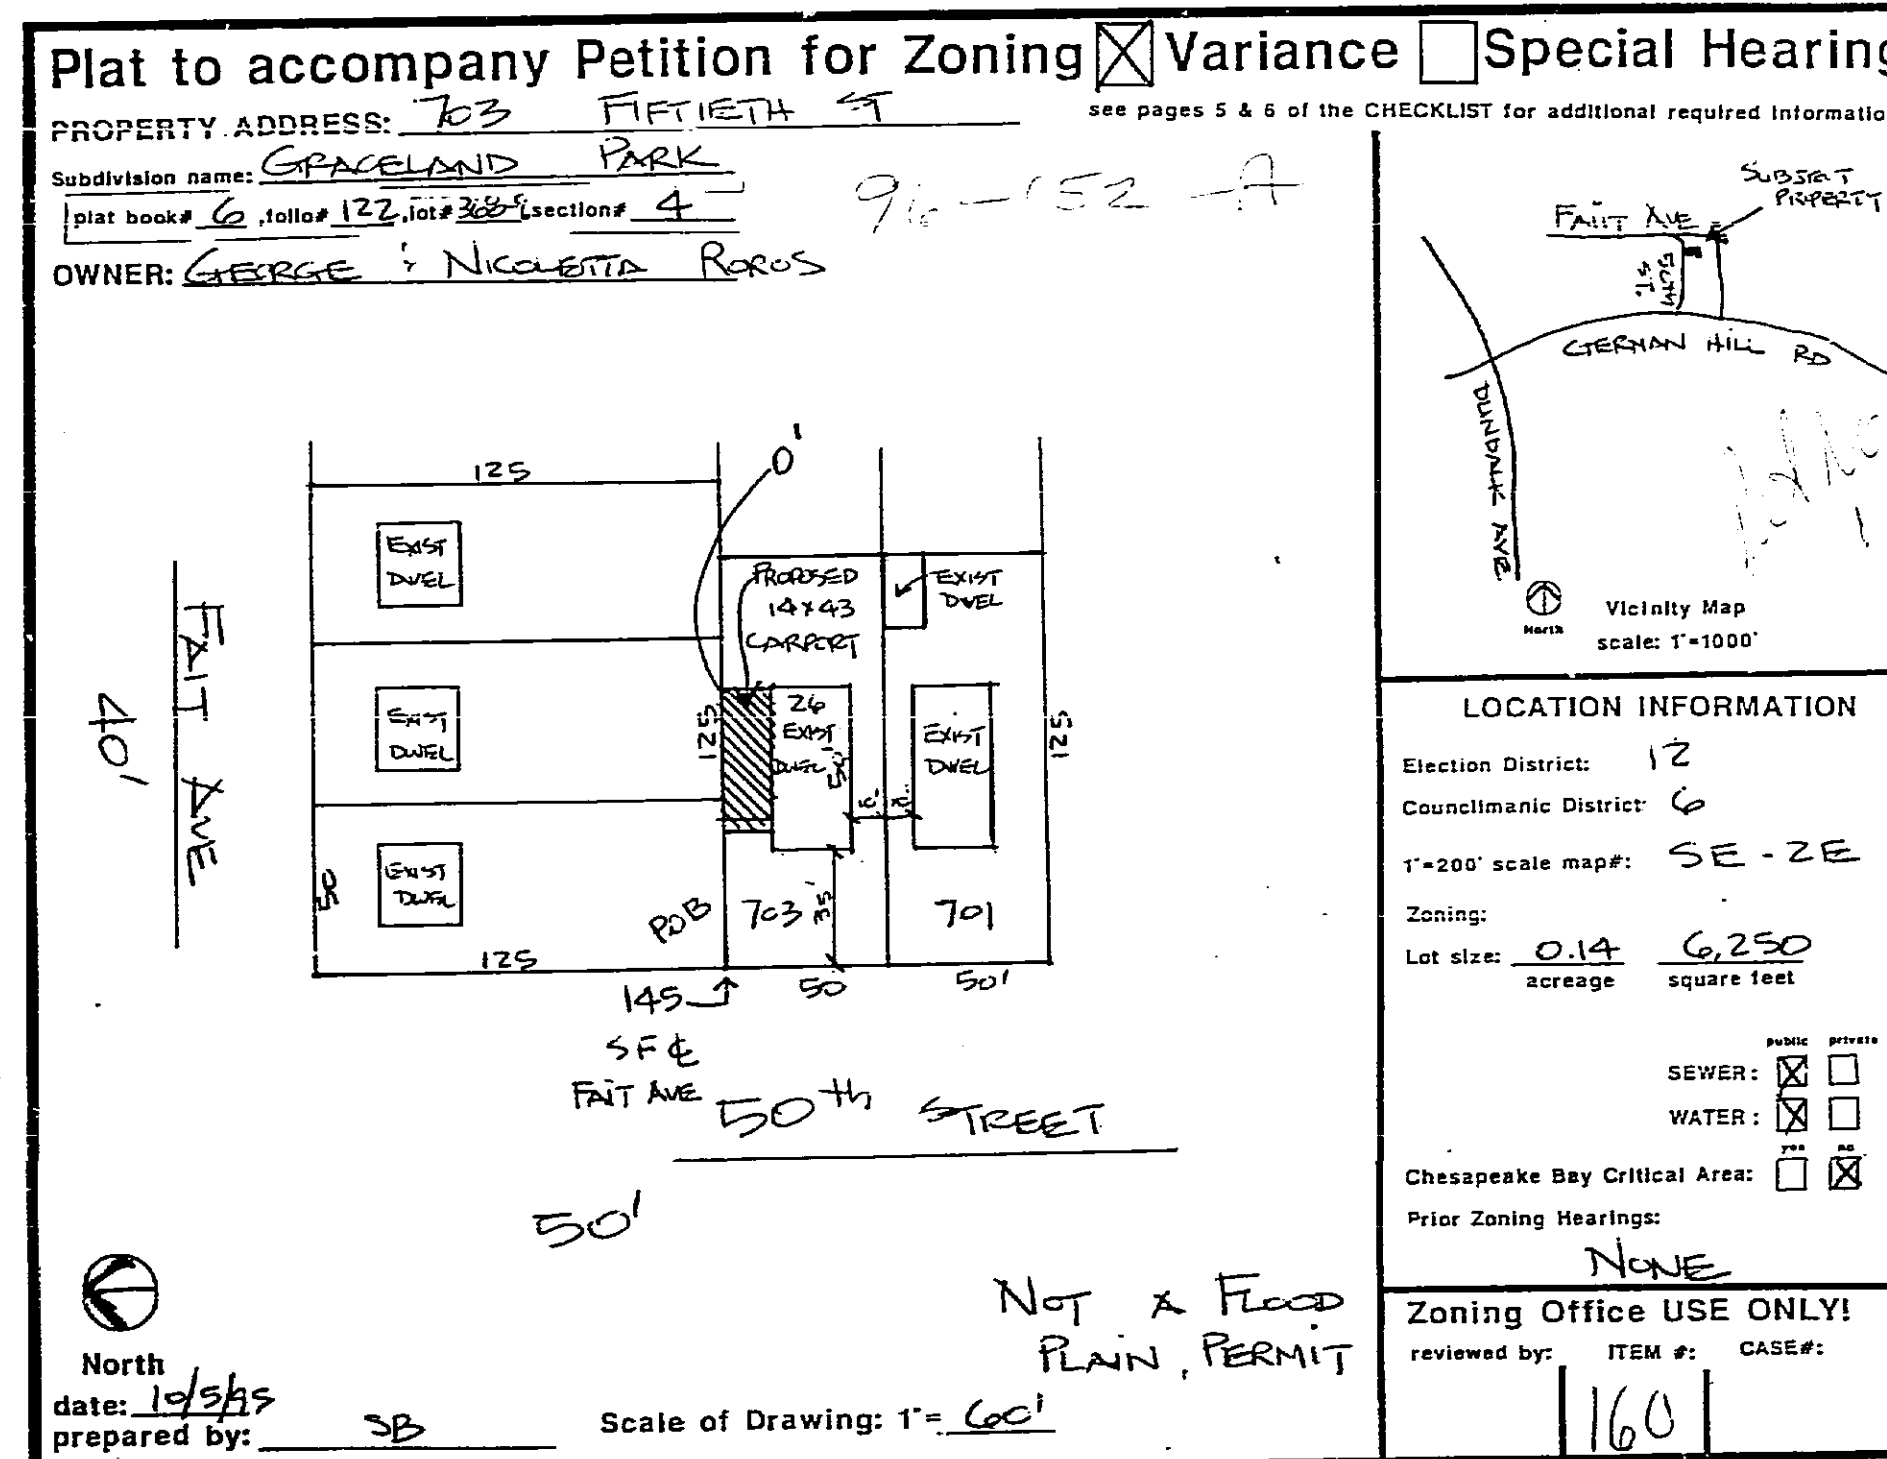 Plat to accompany Petition for Zoning Variance Special Hearing
PROPERTY ADDRESS: 703 FIFTIETH ST
see pages 5 & 6 of the CHECKLIST for additional required informatio
Subdivision name: GRACELAND PARK
plat book# 6, folio# 122, lot# section# 4
OWNER: GEORGE & NICOLETTA ROROS
96-152-A
SUBJECT
PROPERTY
FAIT AVE
50TH
ST.
GERMAN HILL RD
DUNDALK AVE
North
Vicinity Map
scale: 1"=1000'
0'
125
EXIST
DWEL
PROPOSED
14x43
CARPORT
EXIST
DWEL
FAIT AVE
40'
EXIST
DWEL
125
26
EXIST
DWEL
50'
EXIST
DWEL
125
50
EXIST
DWEL
POB
703
35'
701
125
145
50
50'
SF ℄
FAIT AVE
50th STREET
50'
LOCATION INFORMATION
Election District: 12
Councilmanic District: 6
1"=200' scale map#: SE-2E
Zoning:
Lot size: 0.14 6,250
acreage square feet
public private
SEWER:
WATER:
yes no
Chesapeake Bay Critical Area:
Prior Zoning Hearings:
NONE
North
NOT A FLOOD
PLAIN, PERMIT
date: 10/5/95
prepared by: SB
Scale of Drawing: 1"= 60'
Zoning Office USE ONLY!
reviewed by: ITEM #: CASE#:
160